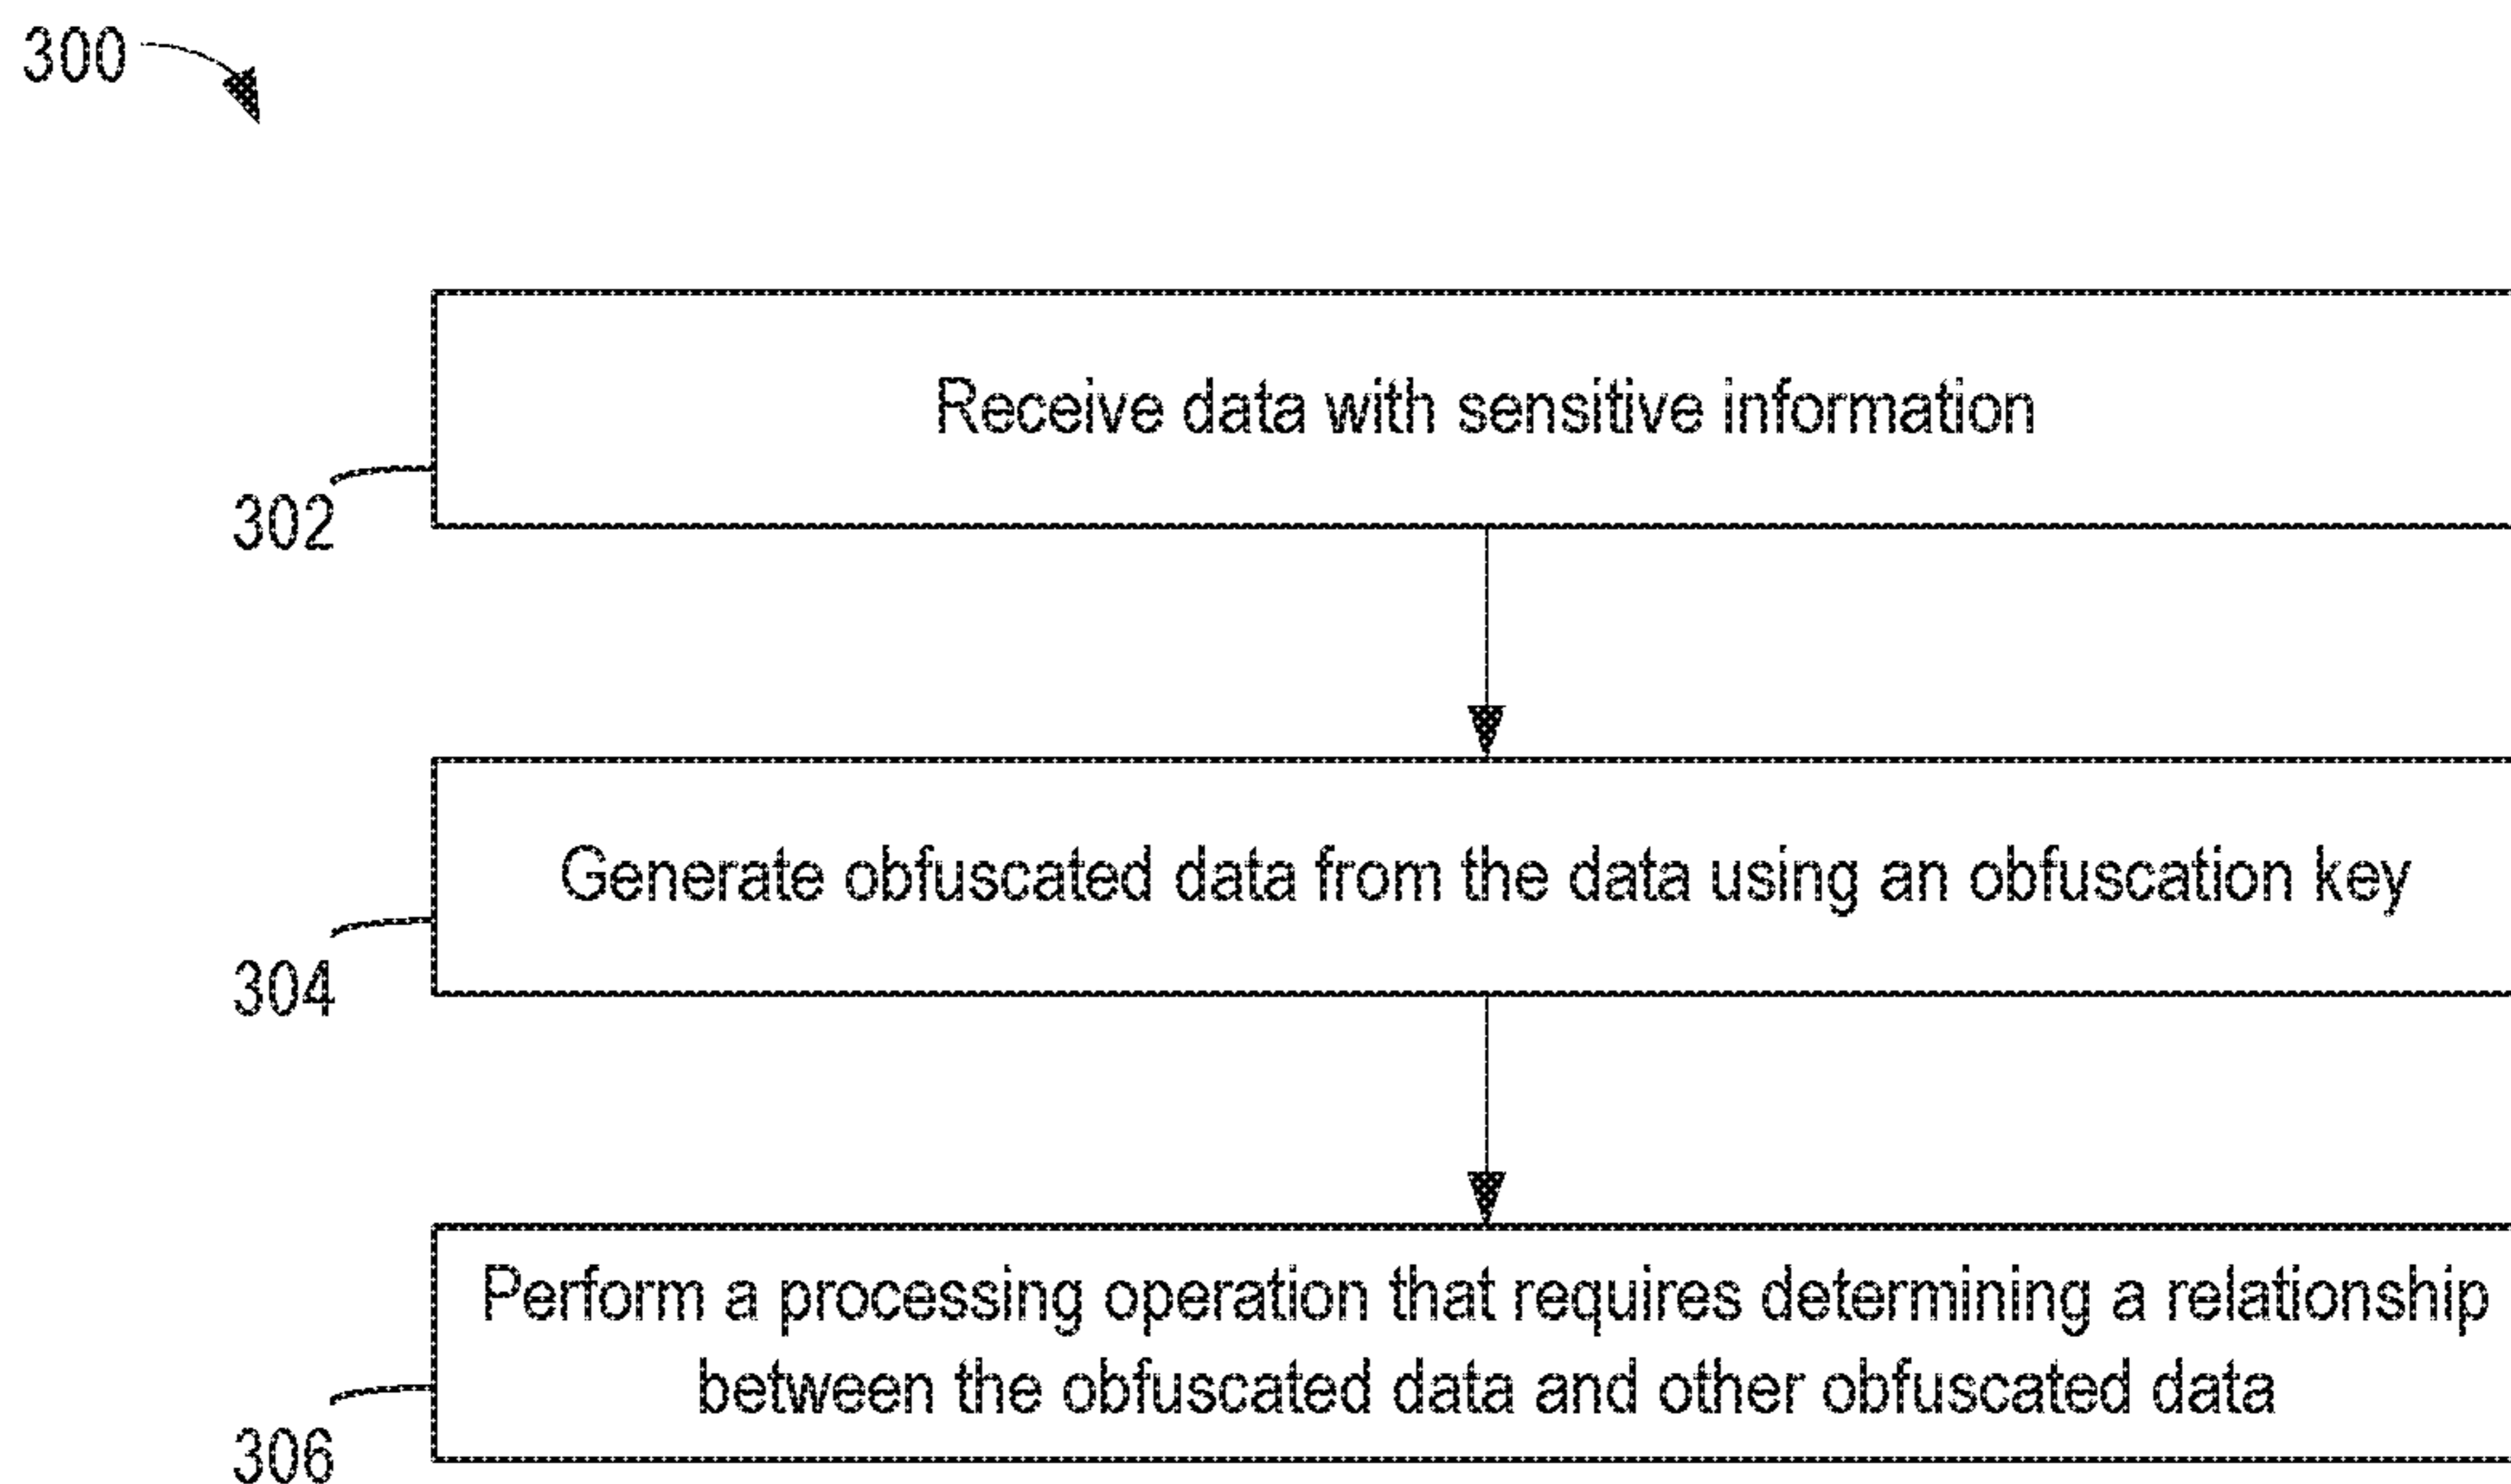 300
Receive data with sensitive information
302
Generate obfuscated data from the data using an obfuscation key
304
Perform a processing operation that requires determining a relationship
between the obfuscated data and other obfuscated data
306